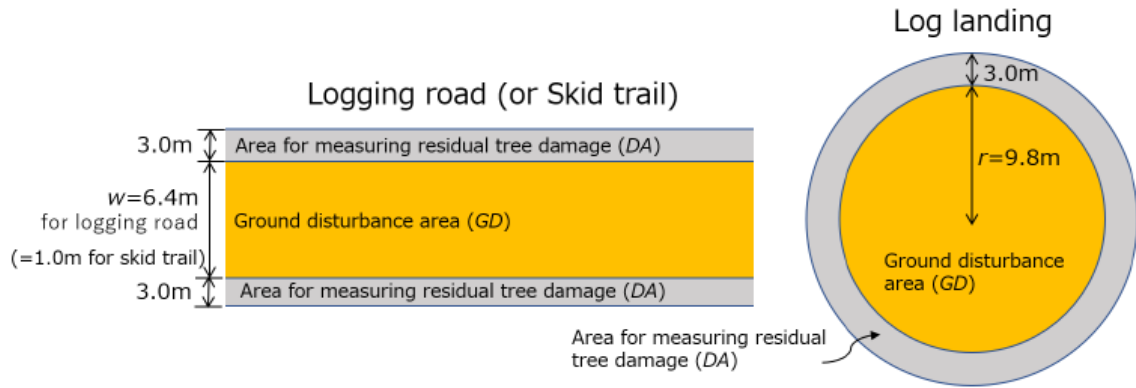 Logging road (or Skid trail)
3.0m
Area for measuring residual tree damage (DA)
w=6.4m
for logging road
(=1.0m for skid trail)
Ground disturbance area (GD)
3.0m
Area for measuring residual tree damage (DA)
Log landing
3.0m
r=9.8m
Ground disturbance
area (GD)
Area for measuring residual
tree damage (DA)